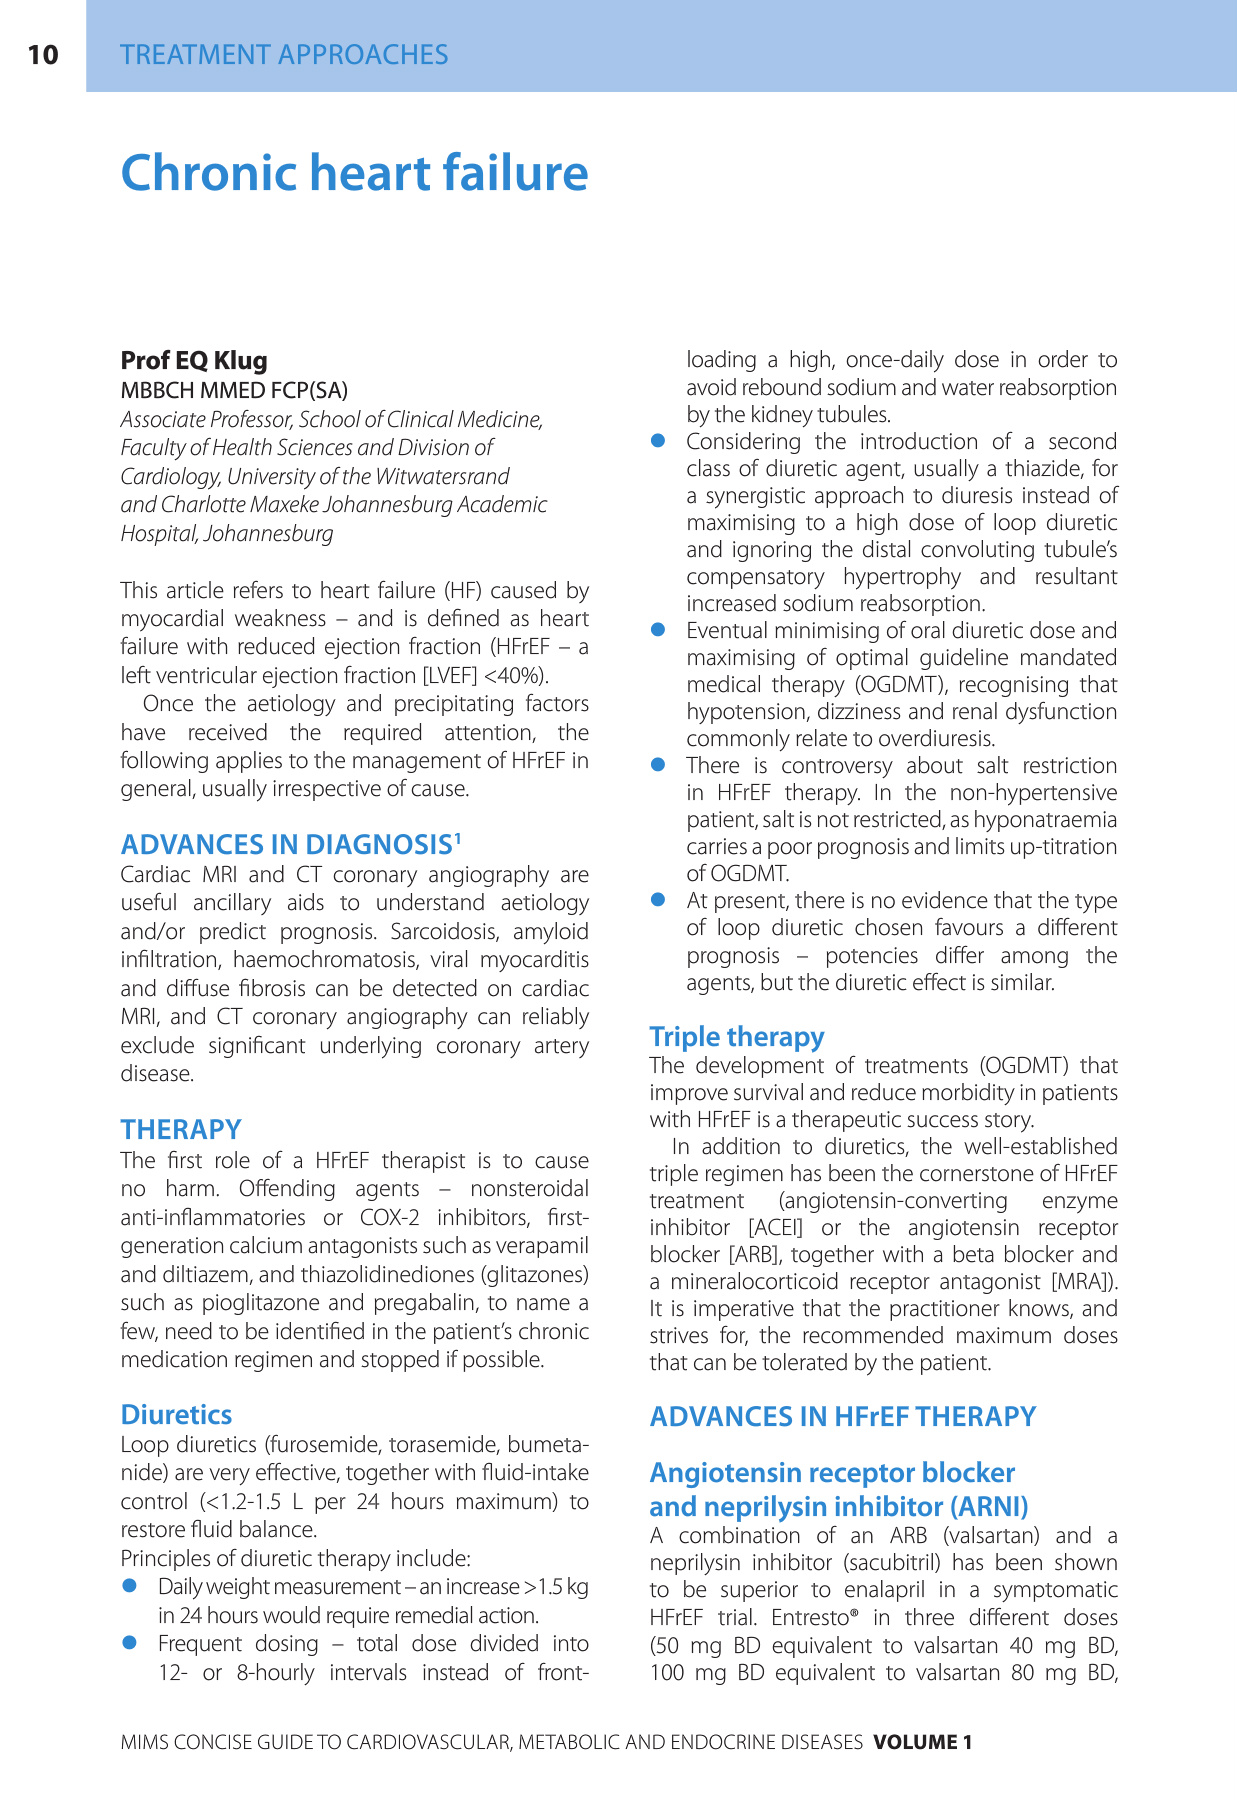 10
TREATMENT APPROACHES
Chronic heart failure
Prof EQ Klug
MBBCH MMED FCP(SA)
Associate Professor, School of Clinical Medicine,
Faculty of Health Sciences and Division of
Cardiology, University of the Witwatersrand
and Charlotte Maxeke Johannesburg Academic
Hospital, Johannesburg
This article refers to heart failure (HF) caused by
myocardial weakness – and is defined as heart
failure with reduced ejection fraction (HFrEF – a
left ventricular ejection fraction [LVEF] <40%).
Once the aetiology and precipitating factors
have received the required attention, the
following applies to the management of HFrEF in
general, usually irrespective of cause.
ADVANCES IN DIAGNOSIS¹
Cardiac MRI and CT coronary angiography are
useful ancillary aids to understand aetiology
and/or predict prognosis. Sarcoidosis, amyloid
infiltration, haemochromatosis, viral myocarditis
and diffuse fibrosis can be detected on cardiac
MRI, and CT coronary angiography can reliably
exclude significant underlying coronary artery
disease.
THERAPY
The first role of a HFrEF therapist is to cause
no harm. Offending agents – nonsteroidal
anti-inflammatories or COX-2 inhibitors, first-
generation calcium antagonists such as verapamil
and diltiazem, and thiazolidinediones (glitazones)
such as pioglitazone and pregabalin, to name a
few, need to be identified in the patient’s chronic
medication regimen and stopped if possible.
Diuretics
Loop diuretics (furosemide, torasemide, bumeta-
nide) are very effective, together with fluid-intake
control (<1.2-1.5 L per 24 hours maximum) to
restore fluid balance.
Principles of diuretic therapy include:
● Daily weight measurement – an increase >1.5 kg
in 24 hours would require remedial action.
● Frequent dosing – total dose divided into
12- or 8-hourly intervals instead of front-
loading a high, once-daily dose in order to
avoid rebound sodium and water reabsorption
by the kidney tubules.
● Considering the introduction of a second
class of diuretic agent, usually a thiazide, for
a synergistic approach to diuresis instead of
maximising to a high dose of loop diuretic
and ignoring the distal convoluting tubule’s
compensatory hypertrophy and resultant
increased sodium reabsorption.
● Eventual minimising of oral diuretic dose and
maximising of optimal guideline mandated
medical therapy (OGDMT), recognising that
hypotension, dizziness and renal dysfunction
commonly relate to overdiuresis.
● There is controversy about salt restriction
in HFrEF therapy. In the non-hypertensive
patient, salt is not restricted, as hyponatraemia
carries a poor prognosis and limits up-titration
of OGDMT.
● At present, there is no evidence that the type
of loop diuretic chosen favours a different
prognosis – potencies differ among the
agents, but the diuretic effect is similar.
Triple therapy
The development of treatments (OGDMT) that
improve survival and reduce morbidity in patients
with HFrEF is a therapeutic success story.
In addition to diuretics, the well-established
triple regimen has been the cornerstone of HFrEF
treatment (angiotensin-converting enzyme
inhibitor [ACEI] or the angiotensin receptor
blocker [ARB], together with a beta blocker and
a mineralocorticoid receptor antagonist [MRA]).
It is imperative that the practitioner knows, and
strives for, the recommended maximum doses
that can be tolerated by the patient.
ADVANCES IN HFrEF THERAPY
Angiotensin receptor blocker
and neprilysin inhibitor (ARNI)
A combination of an ARB (valsartan) and a
neprilysin inhibitor (sacubitril) has been shown
to be superior to enalapril in a symptomatic
HFrEF trial. Entresto® in three different doses
(50 mg BD equivalent to valsartan 40 mg BD,
100 mg BD equivalent to valsartan 80 mg BD,
MIMS CONCISE GUIDE TO CARDIOVASCULAR, METABOLIC AND ENDOCRINE DISEASES VOLUME 1